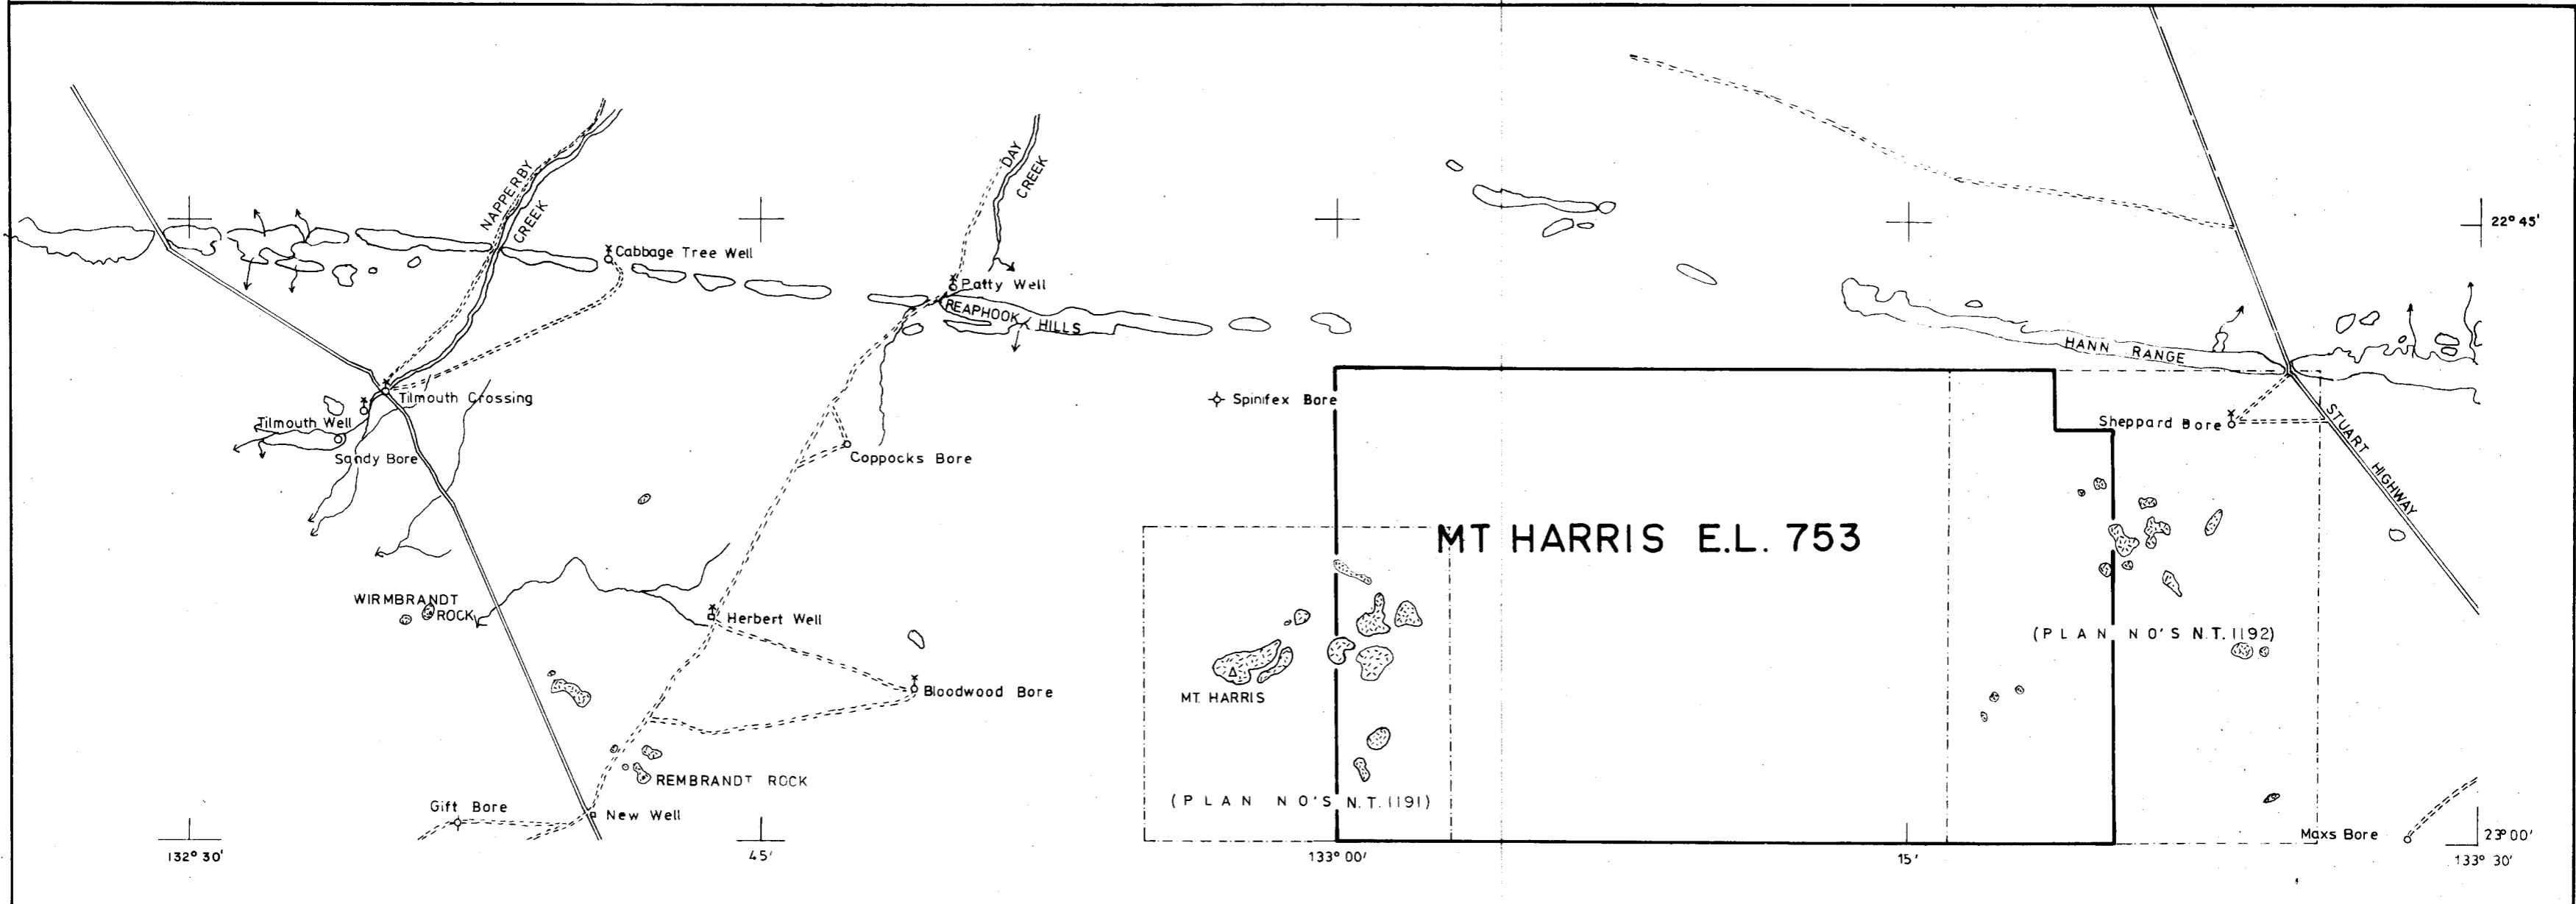 NAPPERBY
CREEK
DAY
CREEK
22° 45'
Cabbage Tree Well
Patty Well
REAPHOOK HILLS
HANN RANGE
Tilmouth Crossing
Spinifex Bore
Tilmouth Well
Sheppard Bore
STUART HIGHWAY
Sandy Bore
Coppocks Bore
MT HARRIS E.L. 753
WIRMBRANDT
ROCK
Herbert Well
(PLAN NO'S N.T. 1192)
Bloodwood Bore
MT. HARRIS
REMBRANDT ROCK
(PLAN NO'S N.T. 1191)
Gift Bore
New Well
Maxs Bore
23° 00'
132° 30'
45'
133° 00'
15'
133° 30'